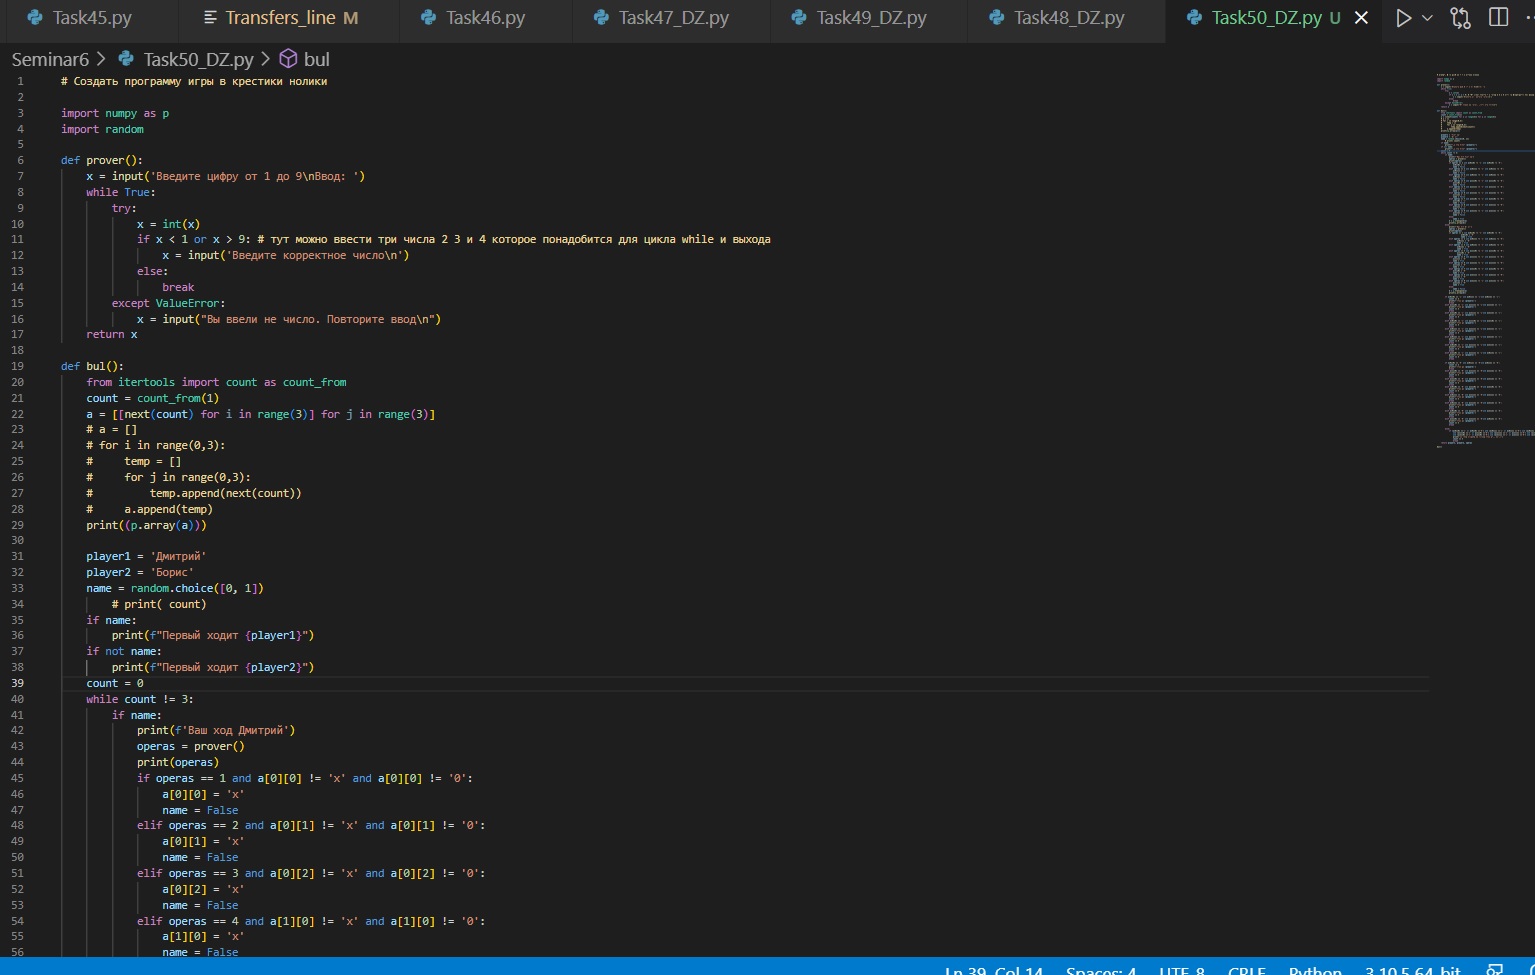 Task45.py Transfers_line M Task46.py Task47_DZ.py Task49_DZ.py Task48_DZ.py Task50_DZ.py U
Seminar6 > Task50_DZ.py > bul
1 # Создать программу игры в крестики нолики
2
3 import numpy as p
4 import random
5
6 def prover():
7     x = input('Введите цифру от 1 до 9\nВвод: ')
8     while True:
9         try:
10             x = int(x)
11             if x < 1 or x > 9: # тут можно ввести три числа 2 3 и 4 которое понадобится для цикла while и выхода
12                 x = input('Введите корректное число\n')
13             else:
14                 break
15         except ValueError:
16             x = input("Вы ввели не число. Повторите ввод\n")
17     return x
18
19 def bul():
20     from itertools import count as count_from
21     count = count_from(1)
22     a = [[next(count) for i in range(3)] for j in range(3)]
23     # a = []
24     # for i in range(0,3):
25     #     temp = []
26     #     for j in range(0,3):
27     #         temp.append(next(count))
28     #     a.append(temp)
29     print((p.array(a)))
30
31     player1 = 'Дмитрий'
32     player2 = 'Борис'
33     name = random.choice([0, 1])
34         # print( count)
35     if name:
36         print(f"Первый ходит {player1}")
37     if not name:
38         print(f"Первый ходит {player2}")
39     count = 0
40     while count != 3:
41         if name:
42             print(f'Ваш ход Дмитрий')
43             operas = prover()
44             print(operas)
45             if operas == 1 and a[0][0] != 'x' and a[0][0] != '0':
46                 a[0][0] = 'x'
47                 name = False
48             elif operas == 2 and a[0][1] != 'x' and a[0][1] != '0':
49                 a[0][1] = 'x'
50                 name = False
51             elif operas == 3 and a[0][2] != 'x' and a[0][2] != '0':
52                 a[0][2] = 'x'
53                 name = False
54             elif operas == 4 and a[1][0] != 'x' and a[1][0] != '0':
55                 a[1][0] = 'x'
56                 name = False
Ln 39, Col 14 Spaces: 4 UTF-8 CRLF Python 3.10.5 64-bit